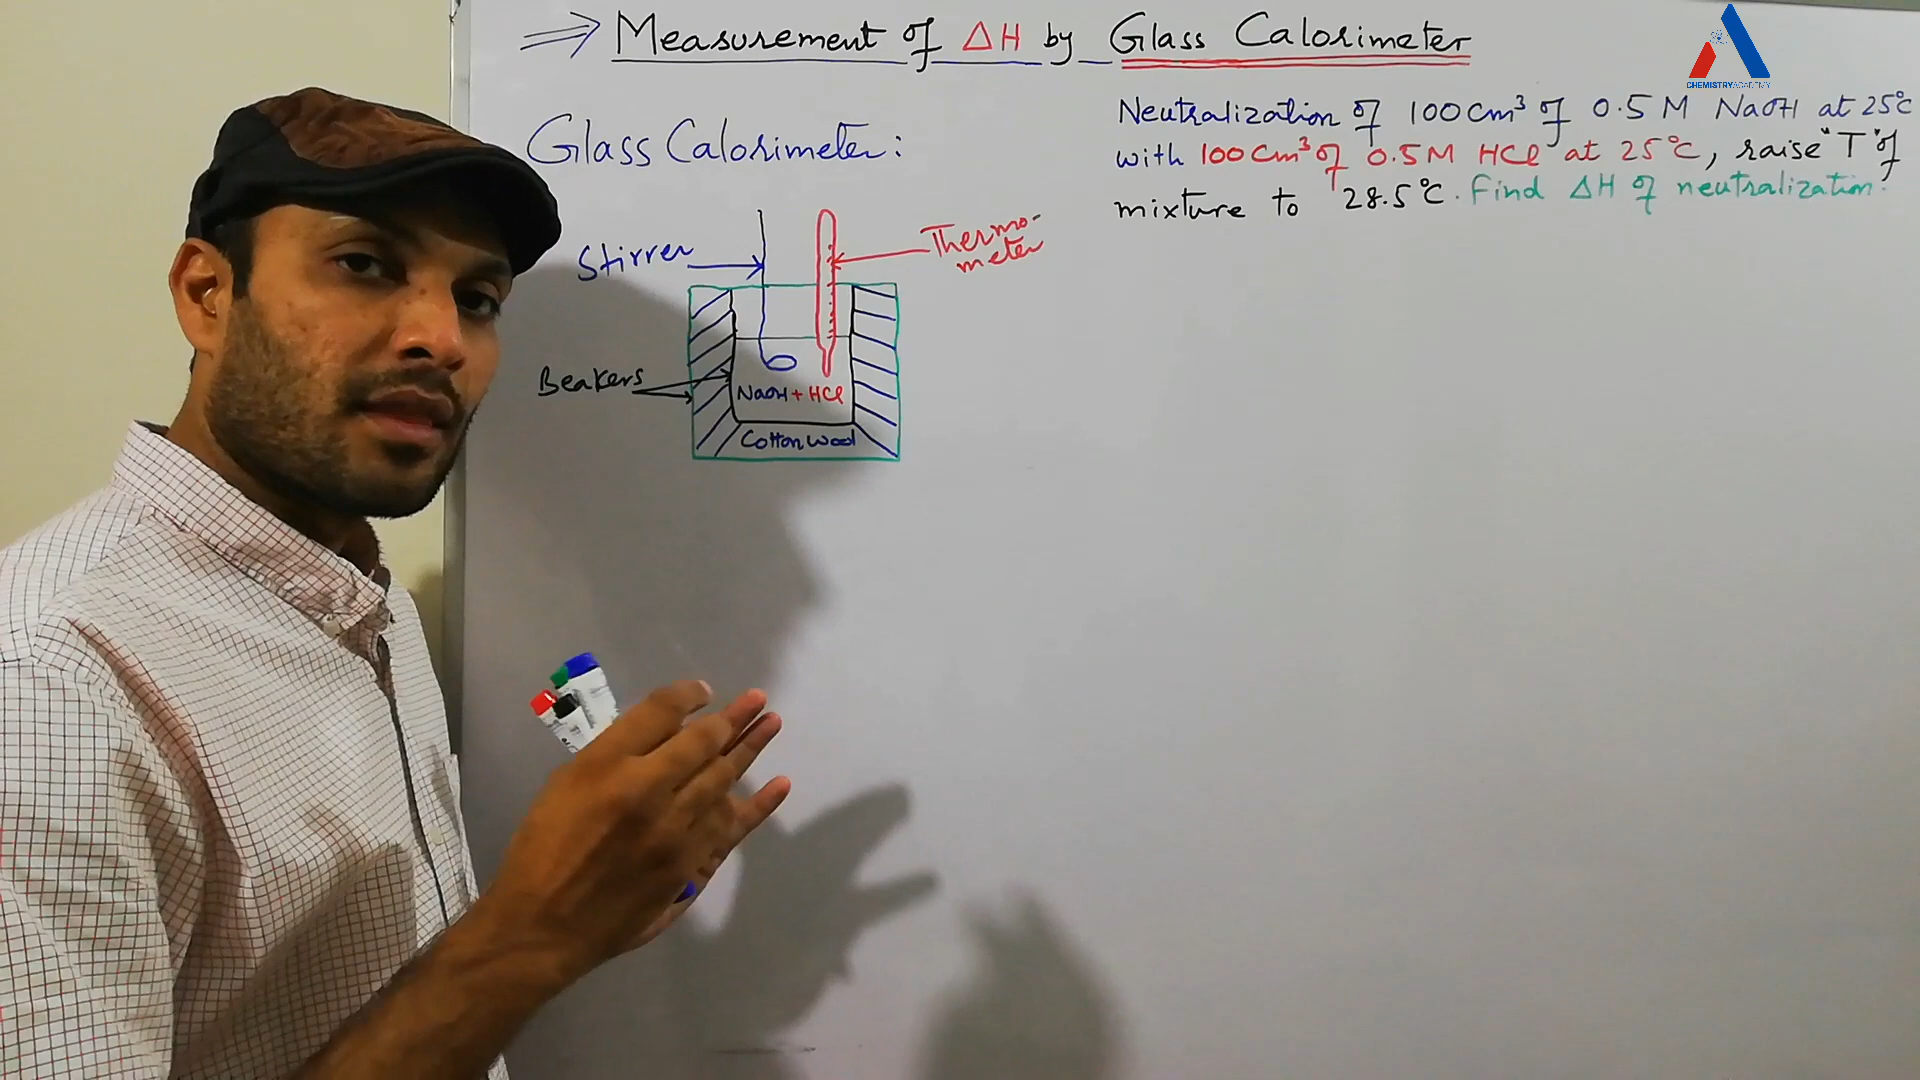 ⇒ Measurement of ΔH by Glass Calorimeter
CHEMISTRYACADEMY
Glass Calorimeter:
Neutralization of 100 cm³ of 0.5 M NaOH at 25°C
with 100 cm³ of 0.5 M HCl at 25°C, raise "T" of
mixture to 28.5°C. Find ΔH of neutralization.
Stirrer
Thermo-
meter
Beakers
NaOH + HCl
Cotton wool